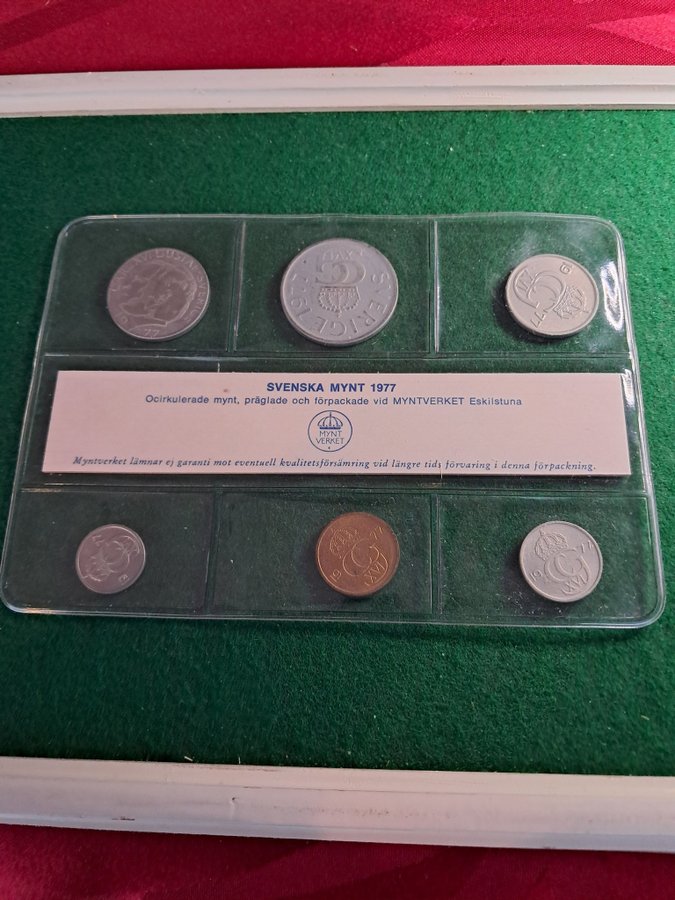 5
SVERIGE
SVENSKA MYNT 1977
Ocirkulerade mynt, präglade och förpackade vid MYNTVERKET Eskilstuna
MYNT
VERKET
Myntverket lämnar ej garanti mot eventuell kvalitetsförsämring vid längre tids förvaring i denna förpackning.